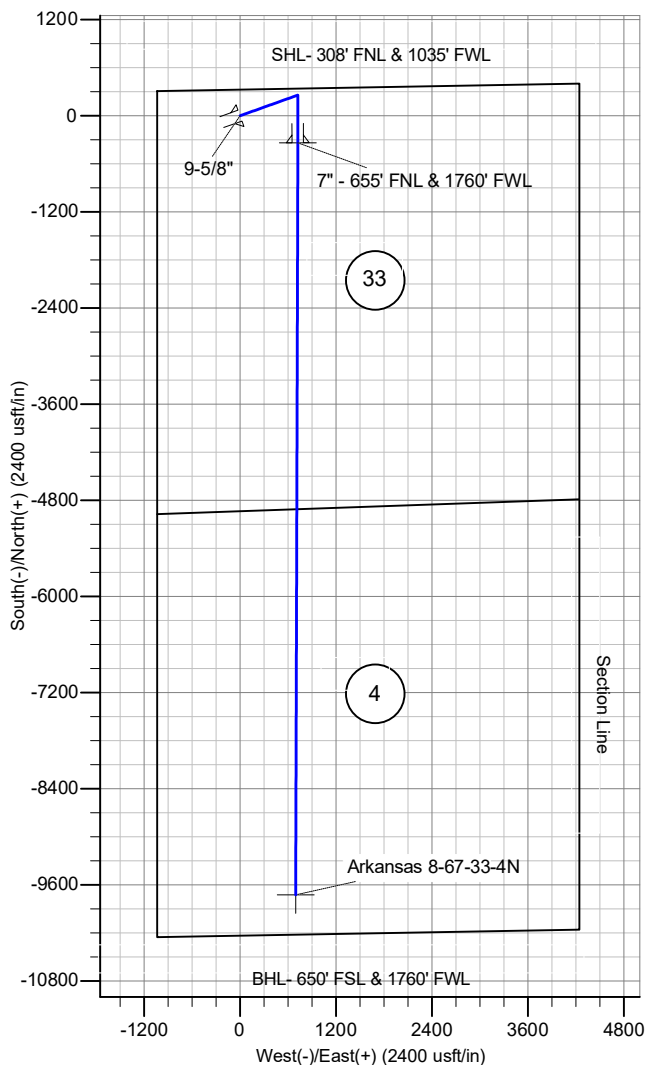 1200
SHL- 308' FNL & 1035' FWL
0
9-5/8"
7" - 655' FNL & 1760' FWL
-1200
33
-2400
-3600
South(-)/North(+) (2400 usft/in)
-4800
-6000
Section Line
4
-7200
-8400
Arkansas 8-67-33-4N
-9600
BHL- 650' FSL & 1760' FWL
-10800
-1200 0 1200 2400 3600 4800
West(-)/East(+) (2400 usft/in)